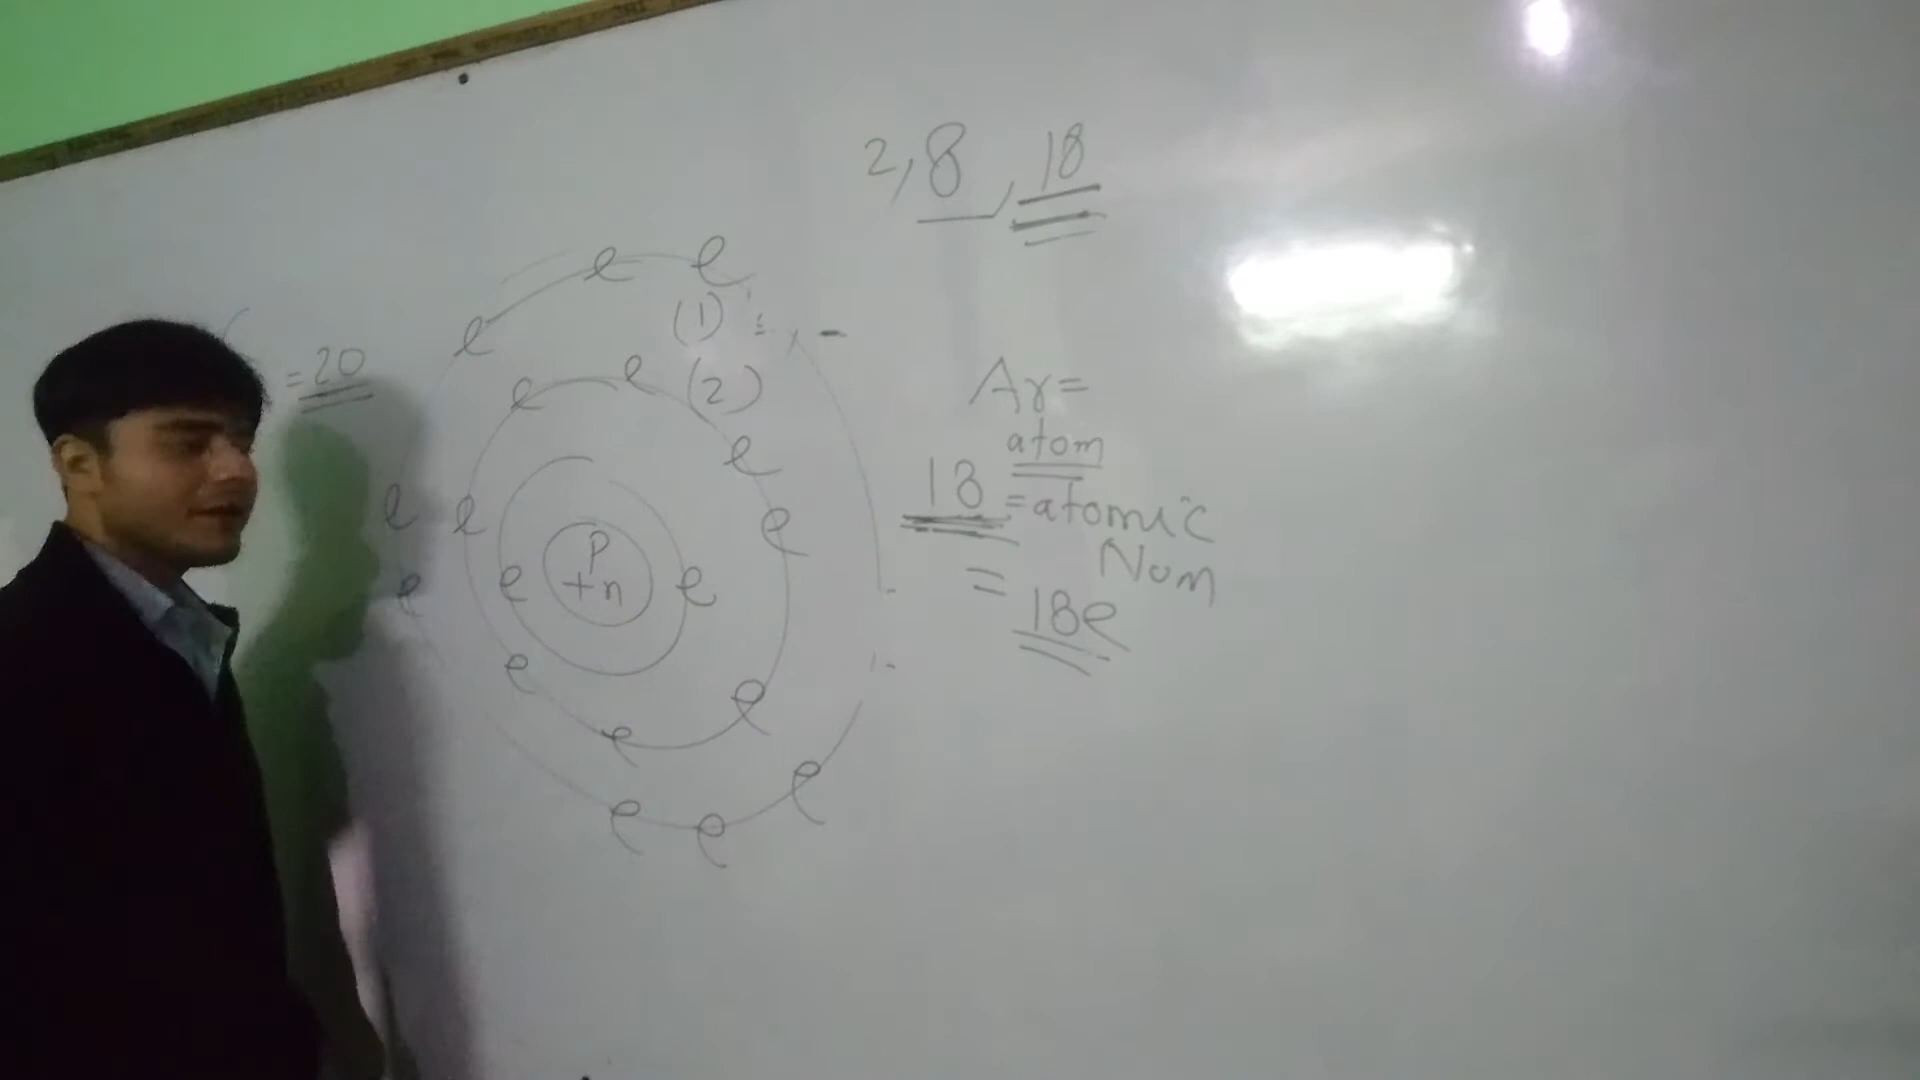 2, 8, 18
e e
e (1)
= 20
e e (2)
e
Ar=
atom
e e e
18 = atomic
Num
P
e e +n e
= 18e
e e
e
e e e